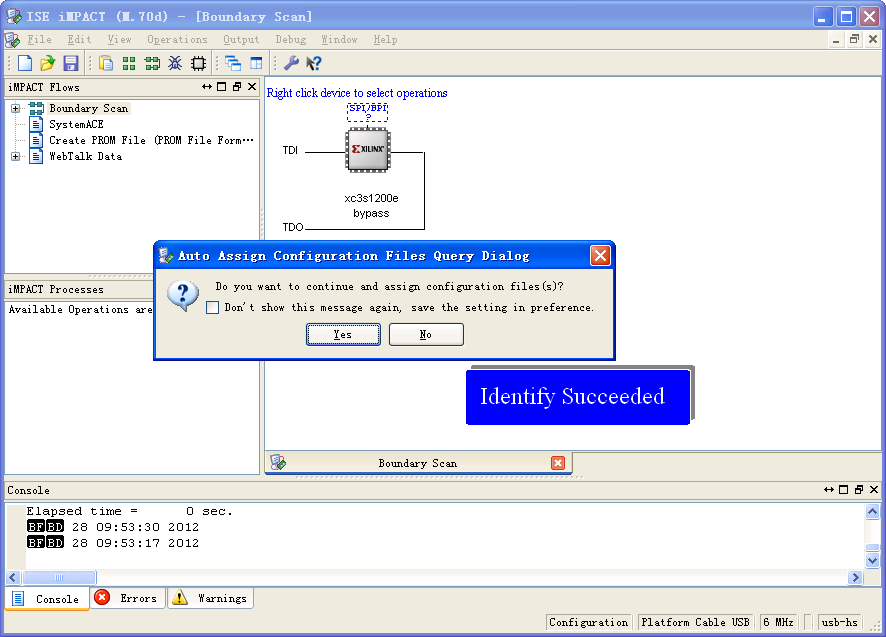 ISE iMPACT (M.70d) - [Boundary Scan]
File Edit View Operations Output Debug Window Help
iMPACT Flows
Boundary Scan
SystemACE
Create PROM File (PROM File Form...
WebTalk Data
Right click device to select operations
SPI/BPI
?
TDI
XILINX
xc3s1200e
bypass
TDO
Auto Assign Configuration Files Query Dialog
Do you want to continue and assign configuration files(s)?
Don't show this message again, save the setting in preference.
Yes No
iMPACT Processes
Available Operations are
Identify Succeeded
Boundary Scan
Console
Elapsed time =      0 sec.
BF BD 28 09:53:30 2012
BF BD 28 09:53:17 2012
Console Errors Warnings
Configuration Platform Cable USB 6 MHz usb-hs